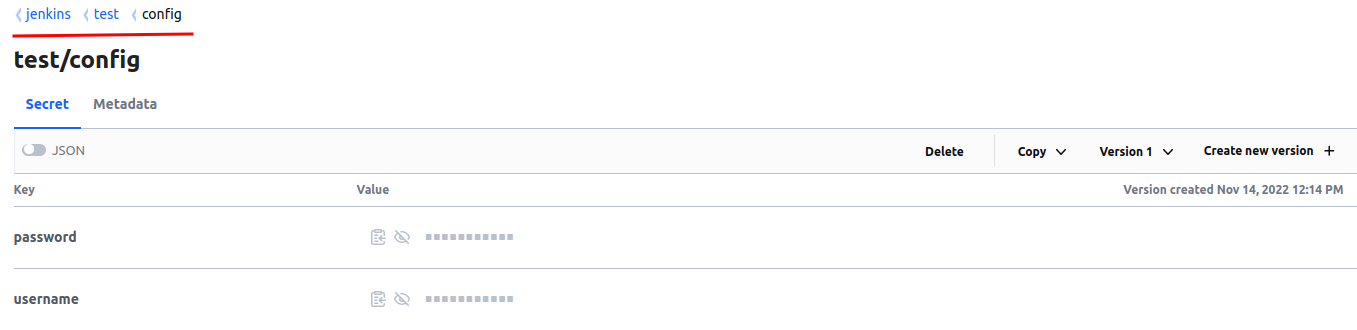 jenkins test config
test/config
Secret Metadata
JSON Delete Copy Version 1 Create new version +
Key Value Version created Nov 14, 2022 12:14 PM
password
username